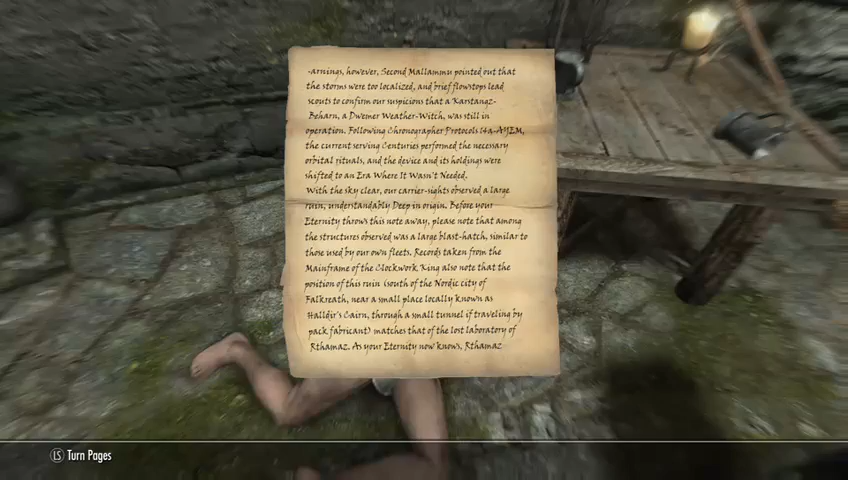 -arnings, however, Second Mallammu pointed out that
the storms were too localized, and brief flowstops lead
scouts to confirm our suspicions that a Karstangz-
Beharn, a Dwemer Weather-Witch, was still in
operation. Following Chronographer Protocols 14a-AYEM,
the current serving Centuries performed the necessary
orbital rituals, and the device and its holdings were
shifted to an Era Where It Wasn't Needed.
With the sky clear, our carrier-sights observed a large
ruin, understandably Deep in origin. Before your
Eternity throws this note away, please note that among
the structures observed was a large blast-hatch, similar to
those used by our own fleets. Records taken from the
Mainframe of the Clockwork King also note that the
position of this ruin (south of the Nordic city of
Falkreath, near a small place locally known as
Halldir's Cairn, through a small tunnel if traveling by
pack fabricant) matches that of the lost laboratory of
Rthamaz. As your Eternity now knows, Rthamaz
LS Turn Pages